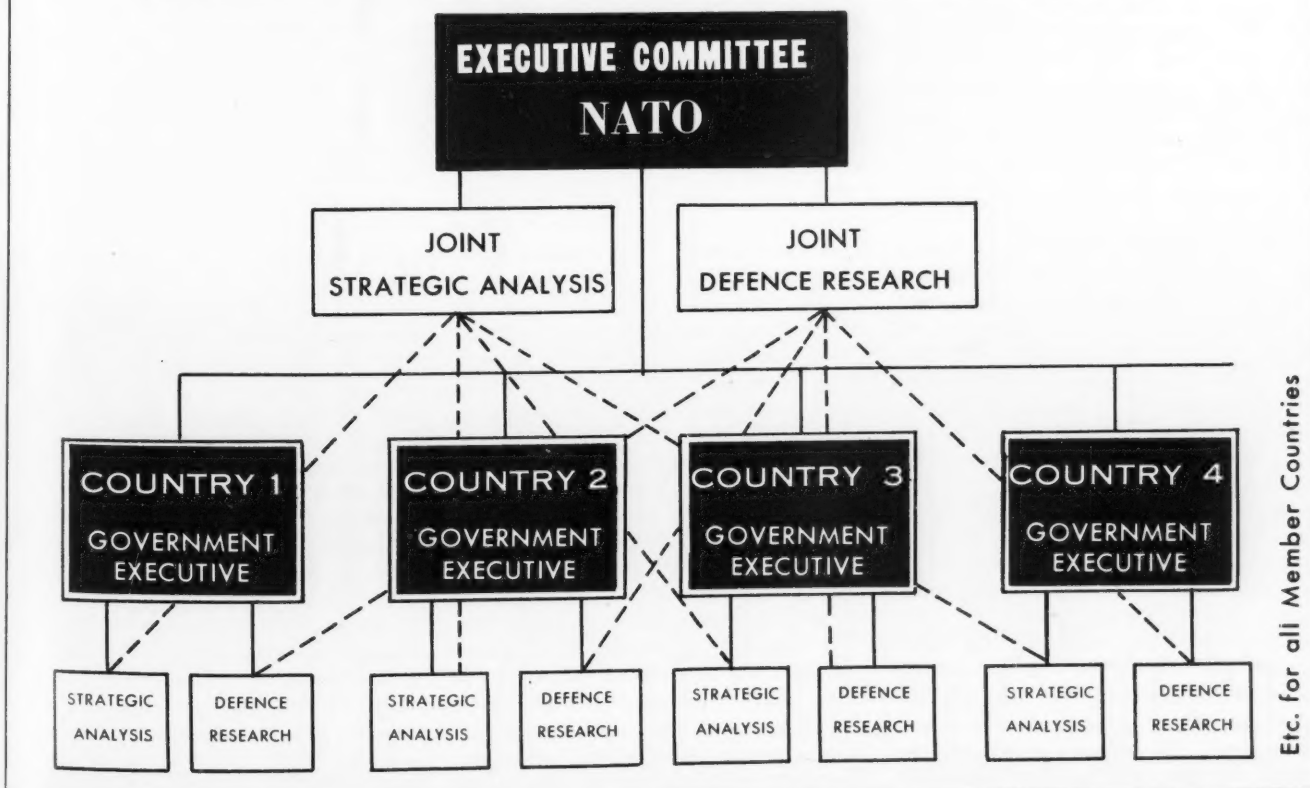 EXECUTIVE COMMITTEE
NATO
JOINT
STRATEGIC ANALYSIS
JOINT
DEFENCE RESEARCH
COUNTRY 1
GOVERNMENT
EXECUTIVE
COUNTRY 2
GOVERNMENT
EXECUTIVE
COUNTRY 3
GOVERNMENT
EXECUTIVE
COUNTRY 4
GOVERNMENT
EXECUTIVE
STRATEGIC
ANALYSIS
DEFENCE
RESEARCH
STRATEGIC
ANALYSIS
DEFENCE
RESEARCH
STRATEGIC
ANALYSIS
DEFENCE
RESEARCH
STRATEGIC
ANALYSIS
DEFENCE
RESEARCH
Etc. for all Member Countries